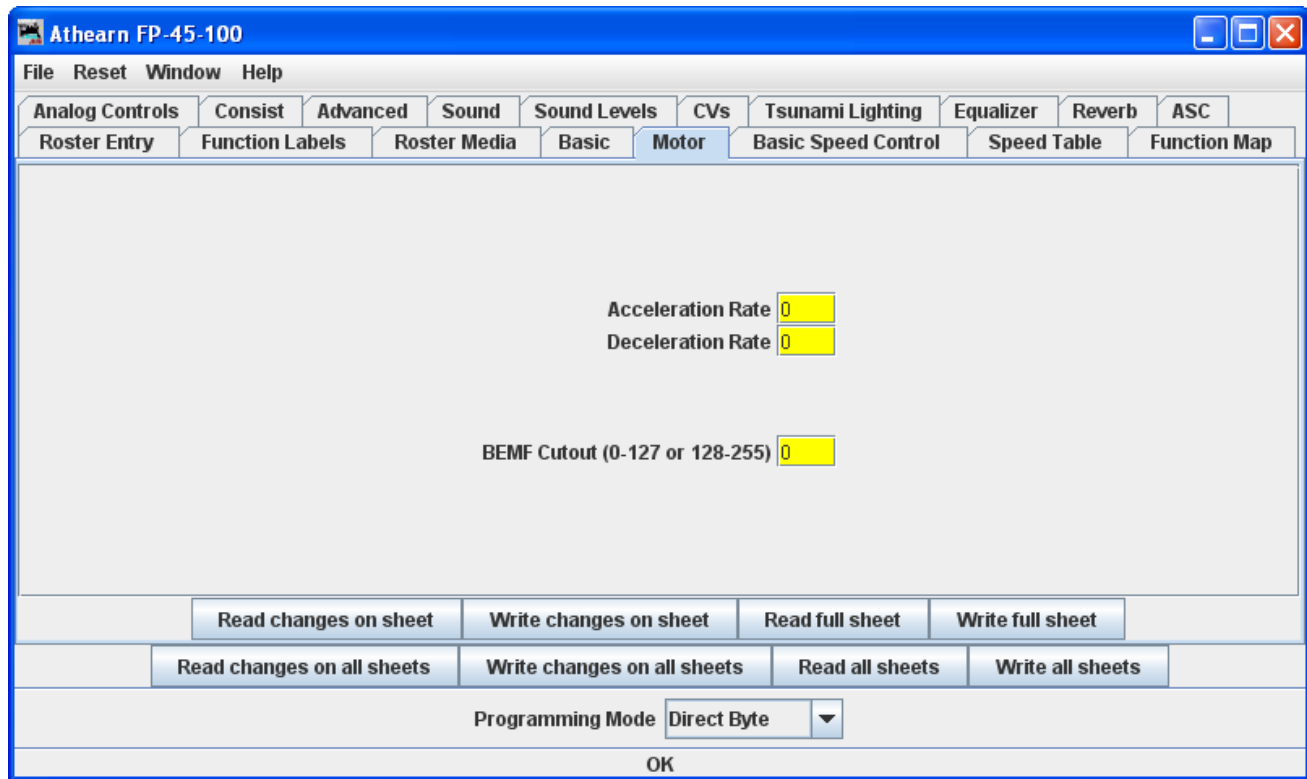 Athearn FP-45-100
File Reset Window Help
Analog Controls Consist Advanced Sound Sound Levels CVs Tsunami Lighting Equalizer Reverb ASC
Roster Entry Function Labels Roster Media Basic Motor Basic Speed Control Speed Table Function Map
Acceleration Rate 0
Deceleration Rate 0
BEMF Cutout (0-127 or 128-255) 0
Read changes on sheet Write changes on sheet Read full sheet Write full sheet
Read changes on all sheets Write changes on all sheets Read all sheets Write all sheets
Programming Mode Direct Byte
OK